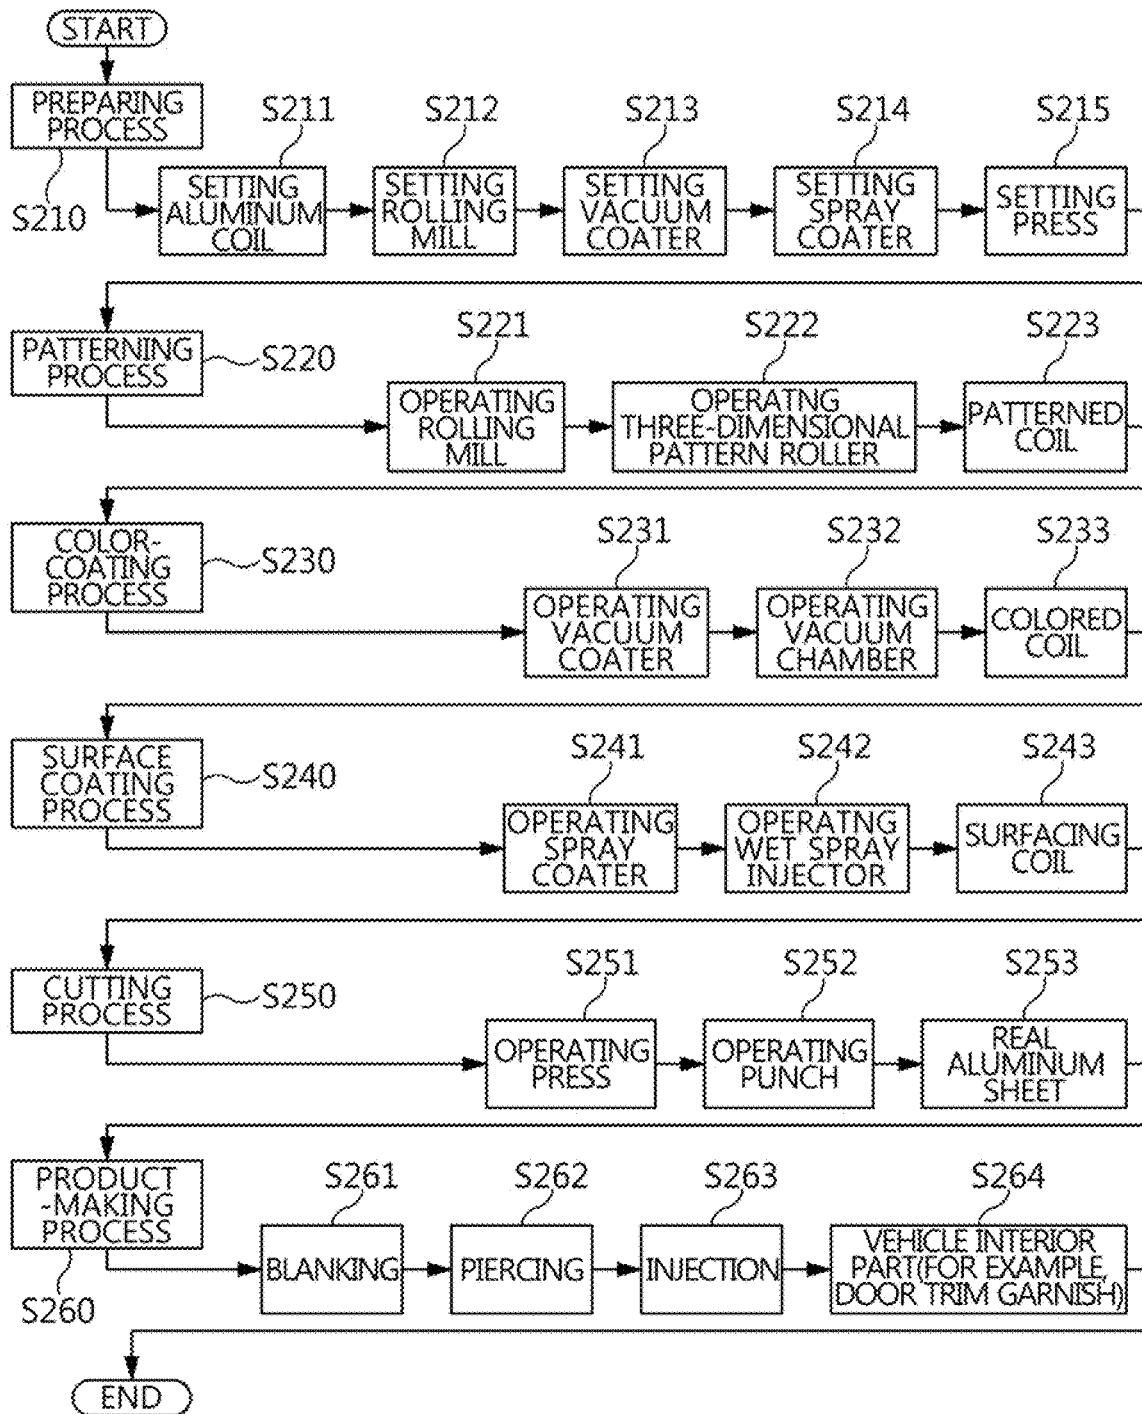 START
PREPARING
PROCESS
S210
S211
SETTING
ALUMINUM
COIL
S212
SETTING
ROLLING
MILL
S213
SETTING
VACUUM
COATER
S214
SETTING
SPRAY
COATER
S215
SETTING
PRESS
PATTERNING
PROCESS
S220
S221
OPERATING
ROLLING
MILL
S222
OPERATNG
THREE-DIMENSIONAL
PATTERN ROLLER
S223
PATTERNED
COIL
COLOR-
COATING
PROCESS
S230
S231
OPERATING
VACUUM
COATER
S232
OPERATING
VACUUM
CHAMBER
S233
COLORED
COIL
SURFACE
COATING
PROCESS
S240
S241
OPERATING
SPRAY
COATER
S242
OPERATNG
WET SPRAY
INJECTOR
S243
SURFACING
COIL
CUTTING
PROCESS
S250
S251
OPERATING
PRESS
S252
OPERATING
PUNCH
S253
REAL
ALUMINUM
SHEET
PRODUCT
-MAKING
PROCESS
S260
S261
BLANKING
S262
PIERCING
S263
INJECTION
S264
VEHICLE INTERIOR
PART(FOR EXAMPLE,
DOOR TRIM GARNISH)
END